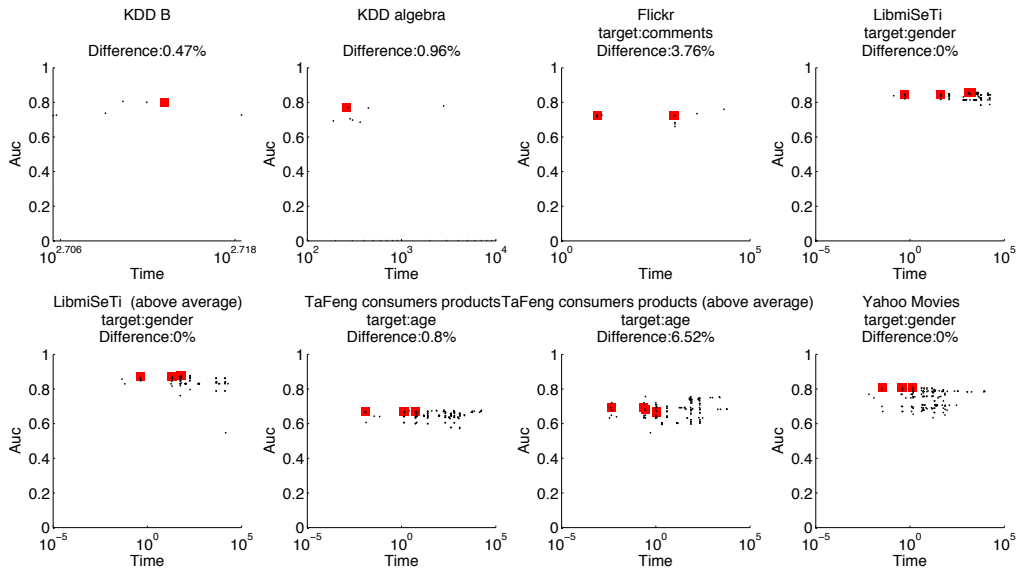 KDD B
Difference:0.47%
1
0.8
0.6
0.4
0.2
0
Auc
10^2.706
10^2.718
Time
KDD algebra
Difference:0.96%
1
0.8
0.6
0.4
0.2
0
Auc
10^2
10^3
10^4
Time
Flickr
target:comments
Difference:3.76%
1
0.8
0.6
0.4
0.2
0
Auc
10^0
10^5
Time
LibmiSeTi
target:gender
Difference:0%
1
0.8
0.6
0.4
0.2
0
Auc
10^−5
10^0
10^5
Time
LibmiSeTi (above average)
target:gender
Difference:0%
1
0.8
0.6
0.4
0.2
0
Auc
10^−5
10^0
10^5
Time
TaFeng consumers products
target:age
Difference:0.8%
1
0.8
0.6
0.4
0.2
0
Auc
10^−5
10^0
10^5
Time
TaFeng consumers products (above average)
target:age
Difference:6.52%
1
0.8
0.6
0.4
0.2
0
Auc
10^−5
10^0
10^5
Time
Yahoo Movies
target:gender
Difference:0%
1
0.8
0.6
0.4
0.2
0
Auc
10^−5
10^0
10^5
Time